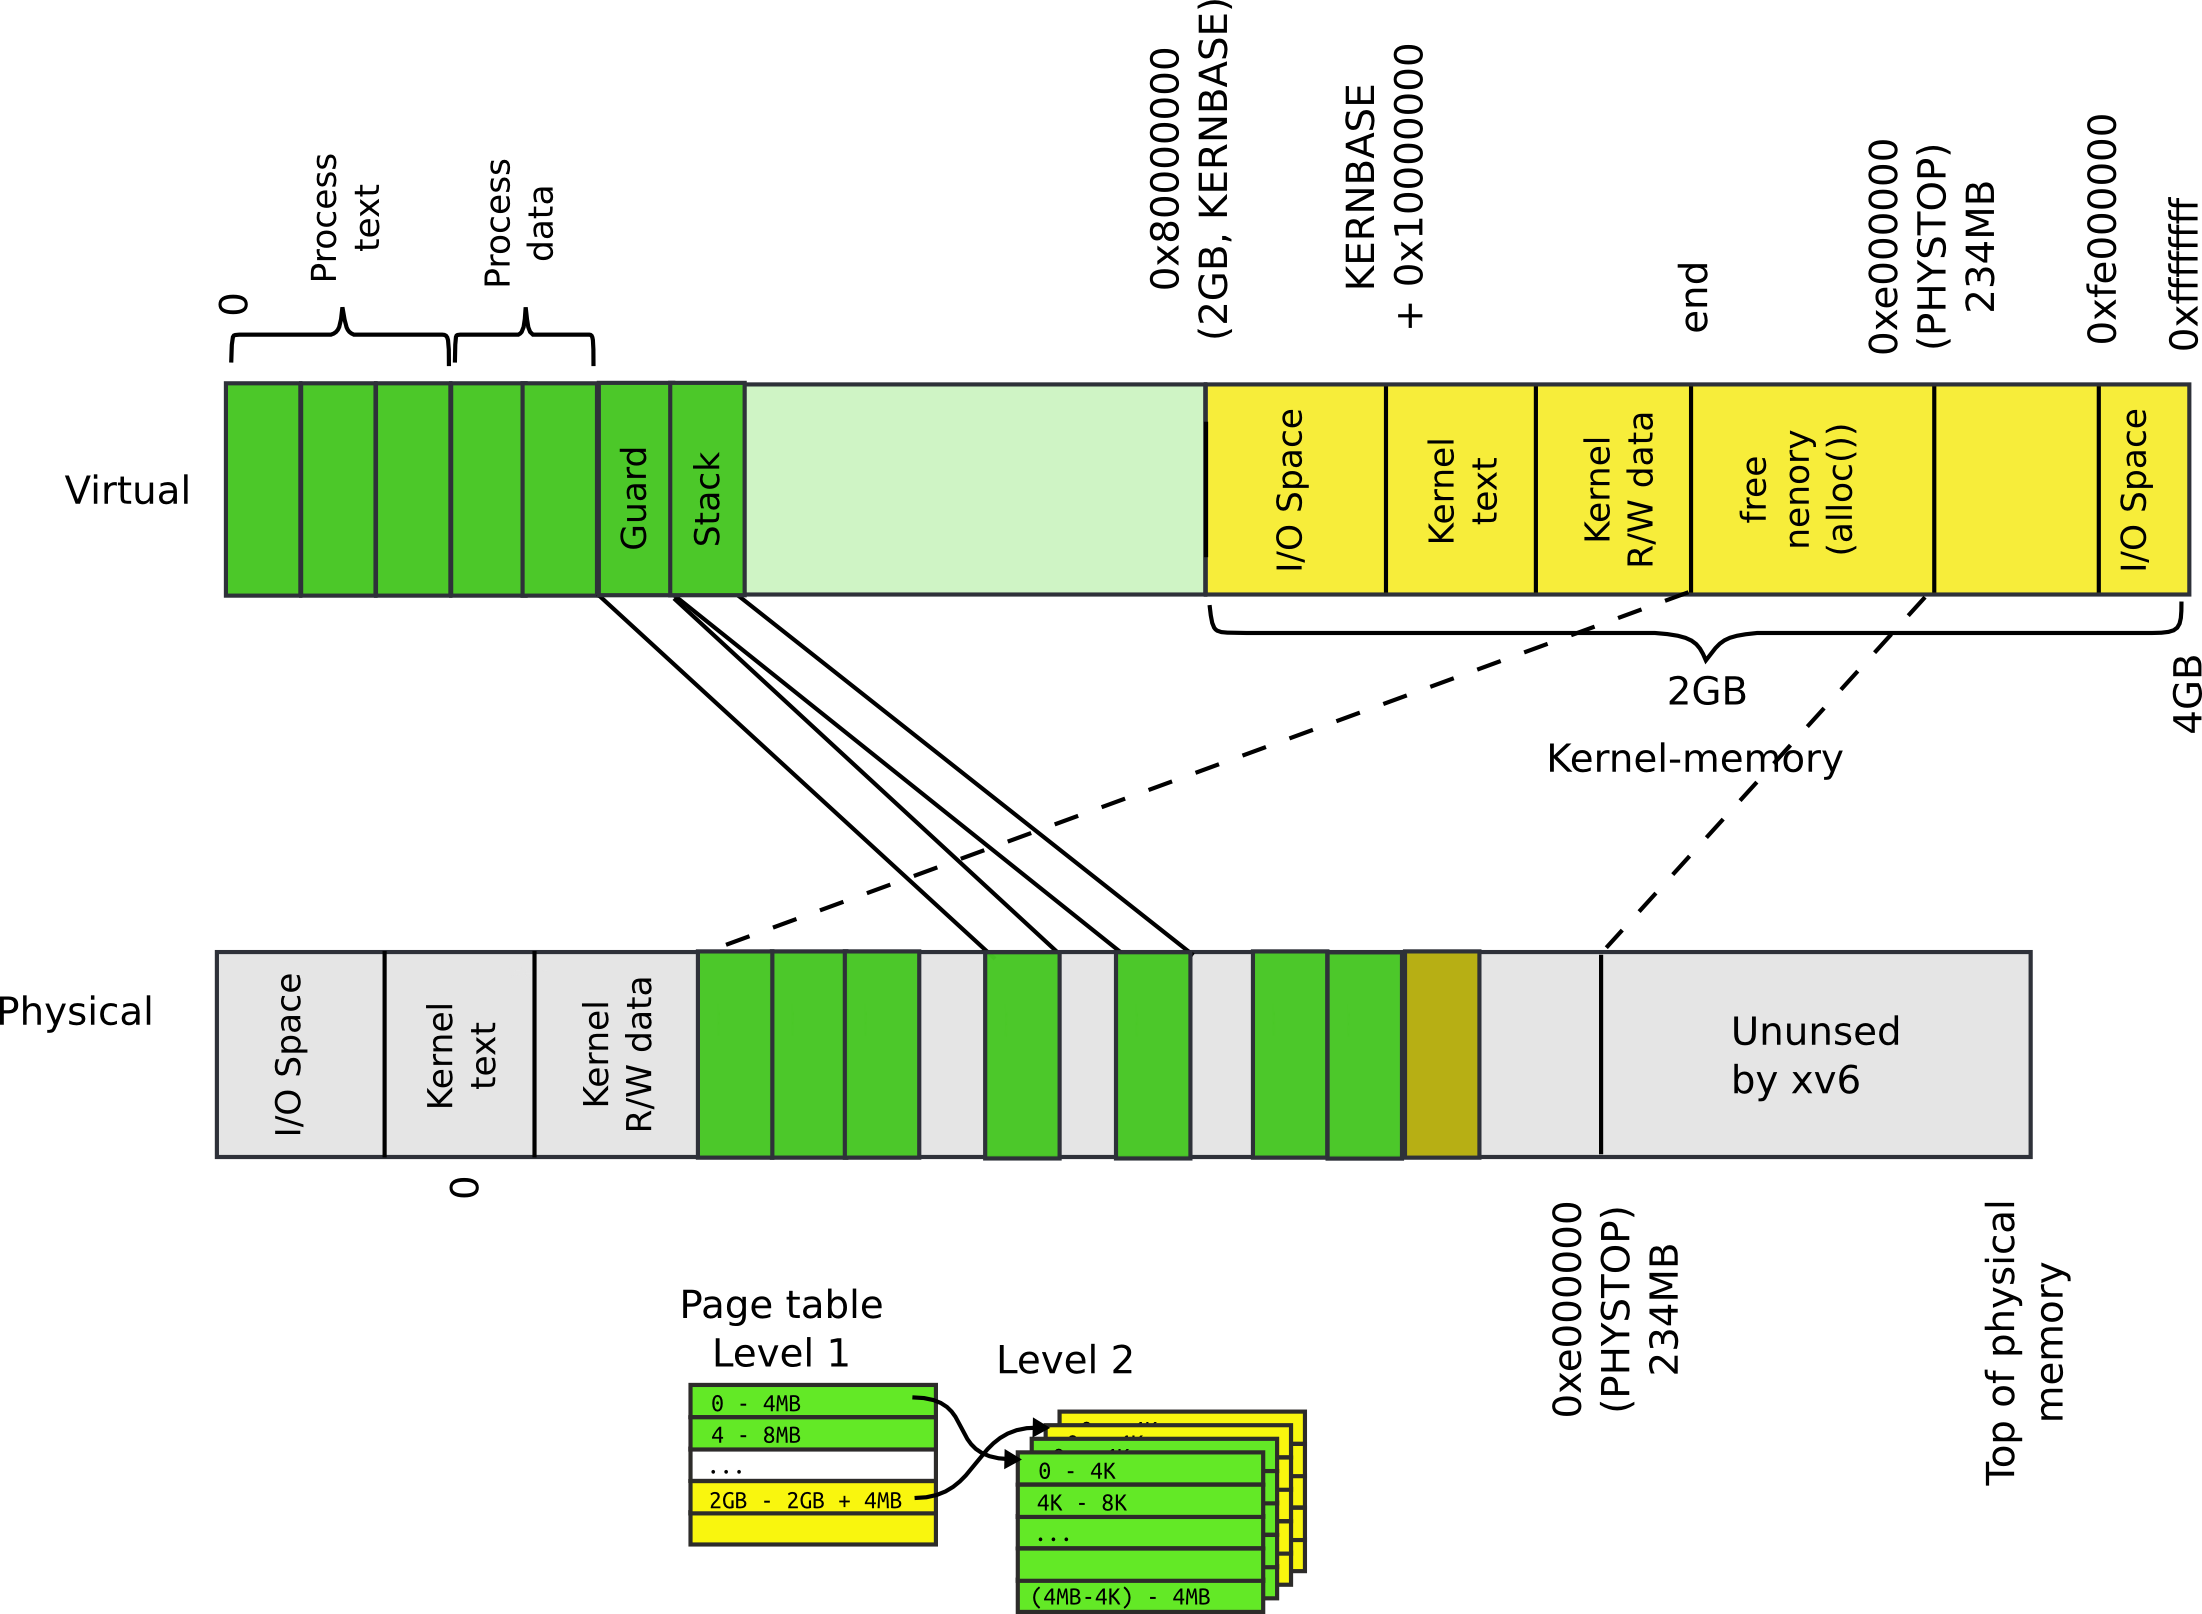 0
Process
text
Process
data
0x80000000
(2GB, KERNBASE)
KERNBASE
+ 0x1000000
end
0xe000000
(PHYSTOP)
234MB
0xfe000000
0xffffffff
Virtual
Guard
Stack
I/O Space
Kernel
text
Kernel
R/W data
free
nenory
(alloc())
I/O Space
2GB
4GB
Kernel-memory
Physical
I/O Space
Kernel
text
Kernel
R/W data
Ununsed
by xv6
0
0xe000000
(PHYSTOP)
234MB
Top of physical
memory
Page table
Level 1
0 - 4MB
4 - 8MB
...
2GB - 2GB + 4MB
Level 2
0 - 4K
4K - 8K
...
(4MB-4K) - 4MB